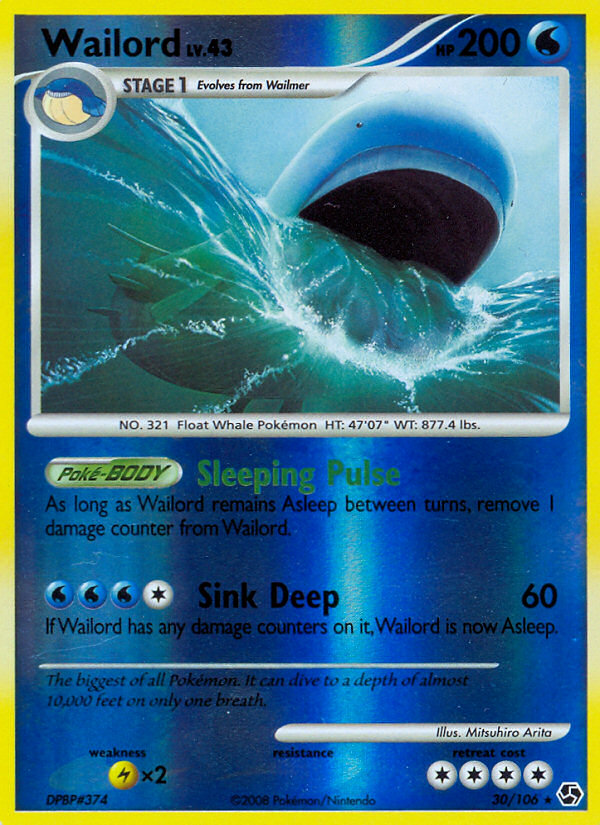 Wailord LV.43 HP 200
STAGE 1 Evolves from Wailmer
NO. 321 Float Whale Pokémon HT: 47'07" WT: 877.4 lbs.
Poké-BODY Sleeping Pulse
As long as Wailord remains Asleep between turns, remove 1
damage counter from Wailord.
Sink Deep 60
If Wailord has any damage counters on it, Wailord is now Asleep.
The biggest of all Pokémon. It can dive to a depth of almost
10,000 feet on only one breath.
Illus. Mitsuhiro Arita
weakness resistance retreat cost
×2
DPBP#374 ©2008 Pokémon/Nintendo 30/106 ★